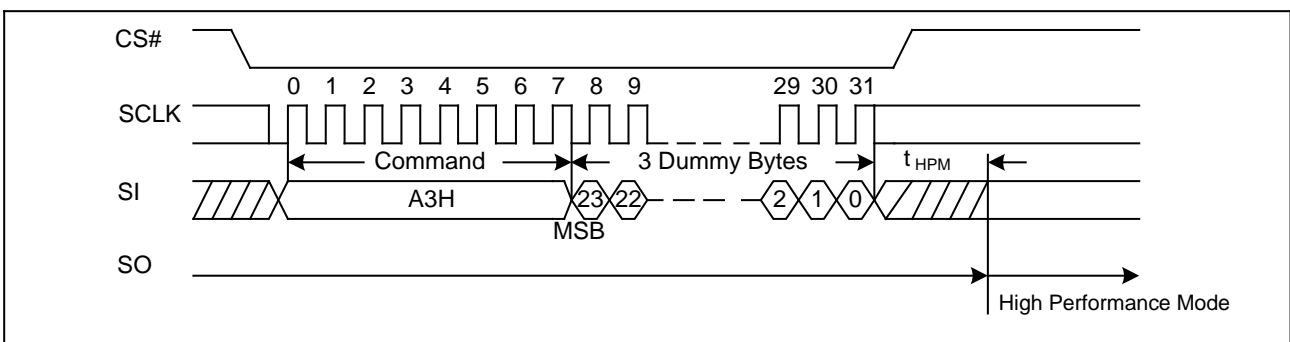 CS#
0 1 2 3 4 5 6 7 8 9 29 30 31
SCLK
Command 3 Dummy Bytes tHPM
SI A3H 23 22 2 1 0
MSB
SO
High Performance Mode